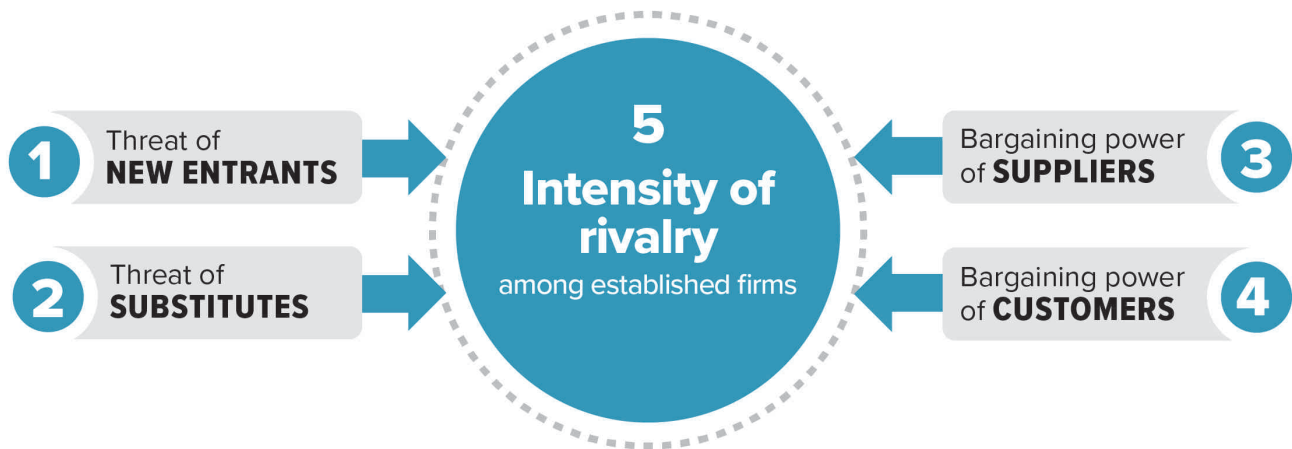 1
Threat of
NEW ENTRANTS
2
Threat of
SUBSTITUTES
5
Intensity of
rivalry
among established firms
Bargaining power
of SUPPLIERS
3
Bargaining power
of CUSTOMERS
4